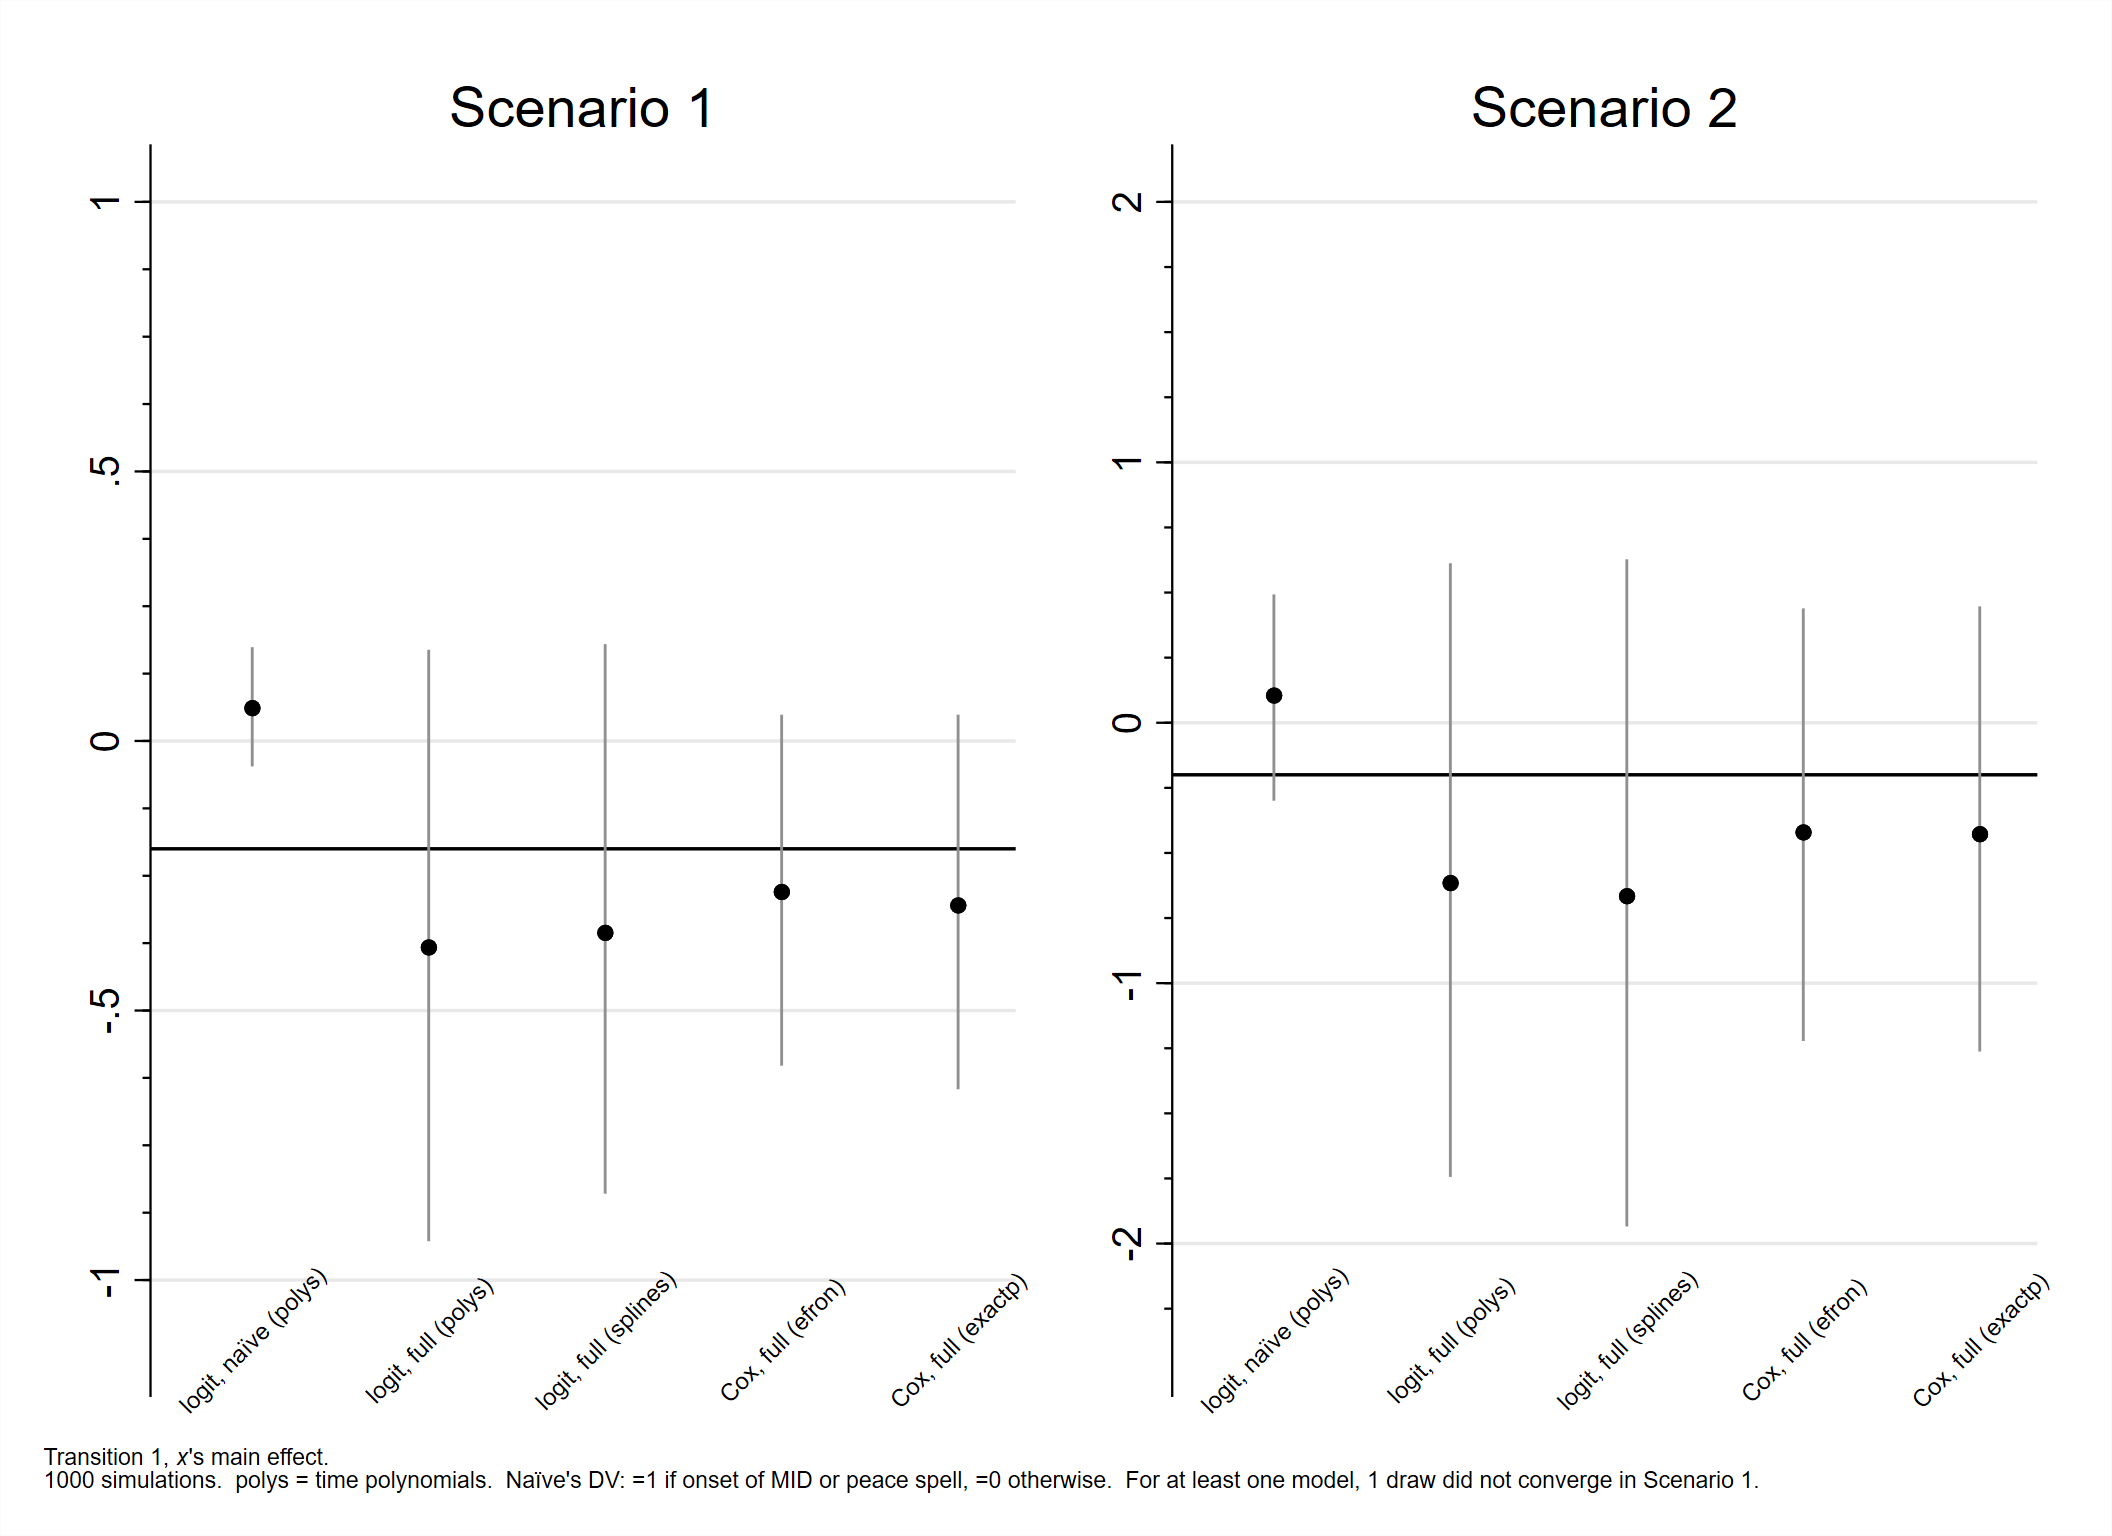 Scenario 1
1
.5
0
-.5
-1
logit, naïve (polys)
logit, full (polys)
logit, full (splines)
Cox, full (efron)
Cox, full (exactp)
Scenario 2
2
1
0
-1
-2
logit, naïve (polys)
logit, full (polys)
logit, full (splines)
Cox, full (efron)
Cox, full (exactp)
Transition 1, x's main effect.
1000 simulations.  polys = time polynomials.  Naïve's DV: =1 if onset of MID or peace spell, =0 otherwise.  For at least one model, 1 draw did not converge in Scenario 1.